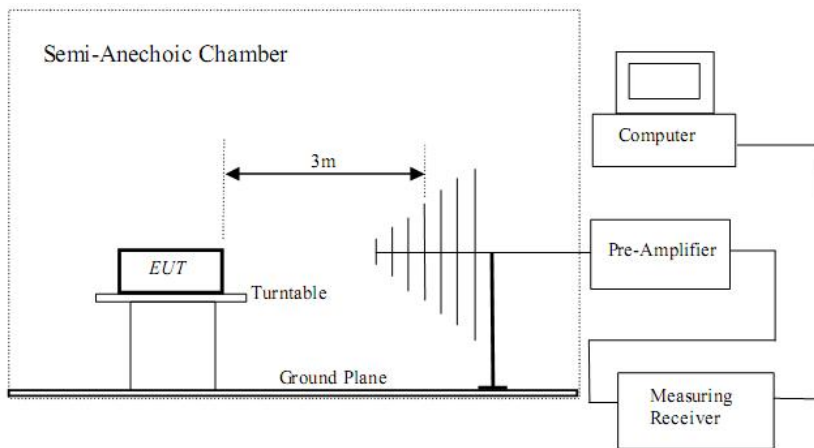 Semi-Anechoic Chamber
Computer
3m
Pre-Amplifier
EUT
Turntable
Ground Plane
Measuring
Receiver